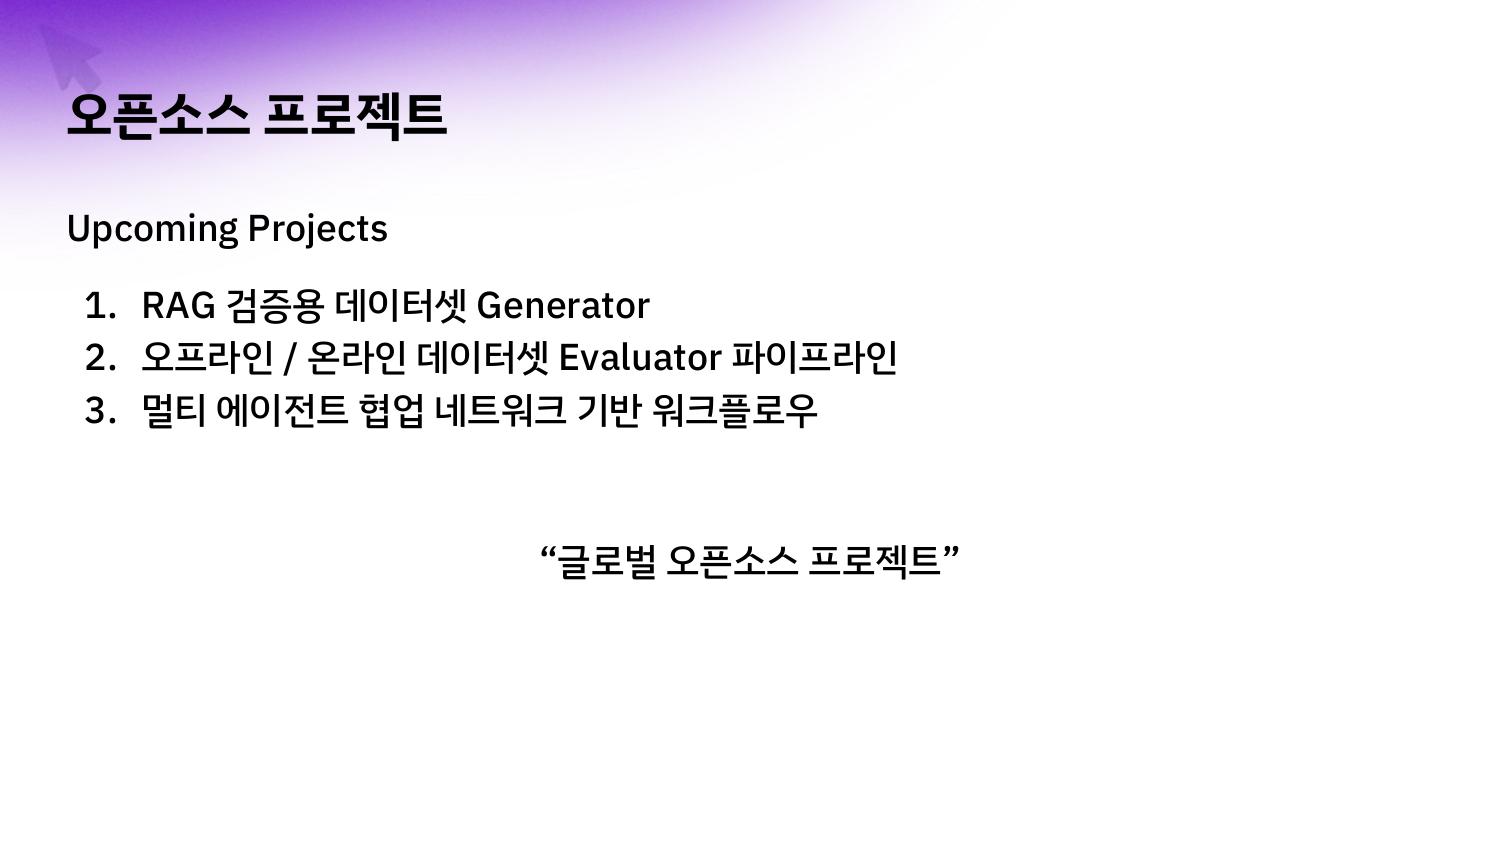 오픈소스 프로젝트
Upcoming Projects
1. RAG 검증용 데이터셋 Generator
2. 오프라인 / 온라인 데이터셋 Evaluator 파이프라인
3. 멀티 에이전트 협업 네트워크 기반 워크플로우
“글로벌 오픈소스 프로젝트”